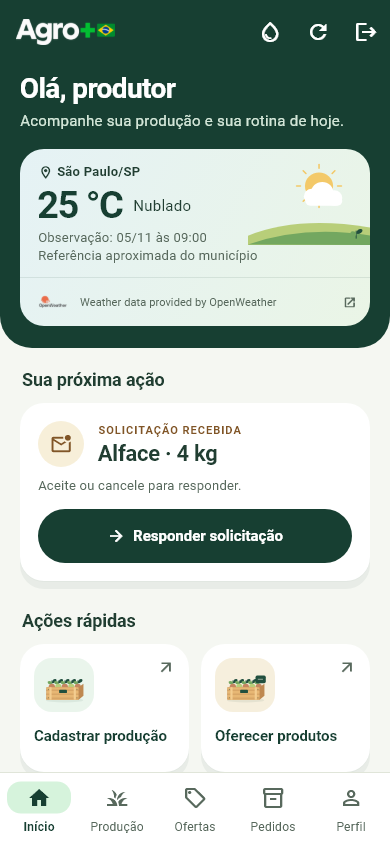 Agro+
Olá, produtor
Acompanhe sua produção e sua rotina de hoje.
São Paulo/SP
25 °C Nublado
Observação: 05/11 às 09:00
Referência aproximada do município
OpenWeather
Weather data provided by OpenWeather
Sua próxima ação
SOLICITAÇÃO RECEBIDA
Alface · 4 kg
Aceite ou cancele para responder.
Responder solicitação
Ações rápidas
Cadastrar produção
Oferecer produtos
Início
Produção
Ofertas
Pedidos
Perfil